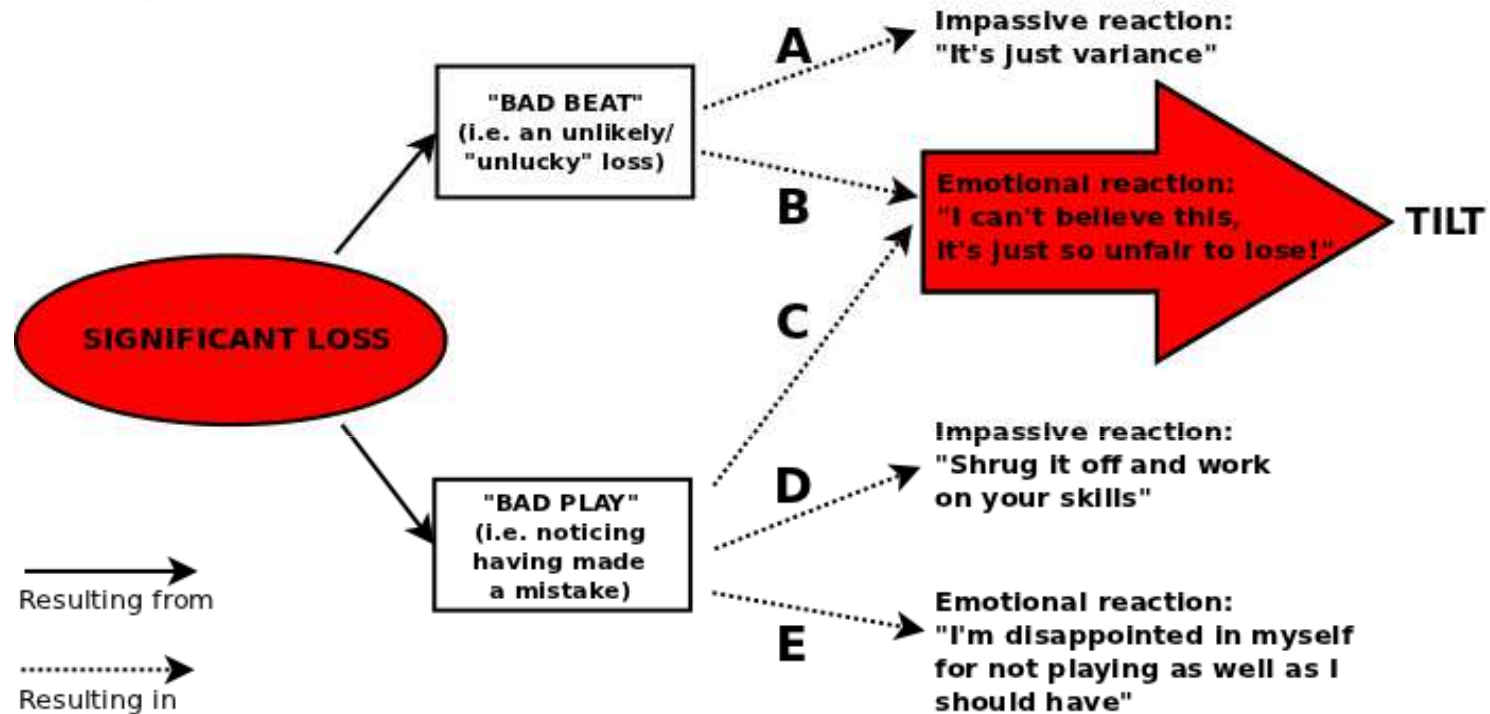 A
Impassive reaction:
"It's just variance"
"BAD BEAT"
(i.e. an unlikely/
"unlucky" loss)
B
Emotional reaction:
"I can't believe this,
it's just so unfair to lose!"
TILT
C
SIGNIFICANT LOSS
D
Impassive reaction:
"Shrug it off and work
on your skills"
"BAD PLAY"
(i.e. noticing
having made
a mistake)
E
Emotional reaction:
"I'm disappointed in myself
for not playing as well as I
should have"
Resulting from
Resulting in